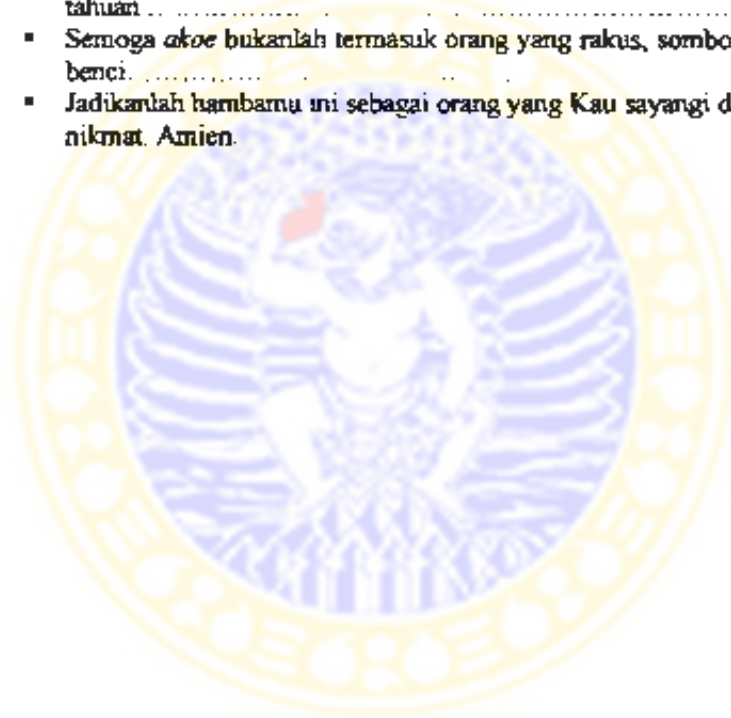 tahuan .......................................................
▪ Semoga akoe bukanlah termasuk orang yang rakus, sombo
benci. ....................
▪ Jadikanlah hambamu ini sebagai orang yang Kau sayangi d
nikmat. Amien.